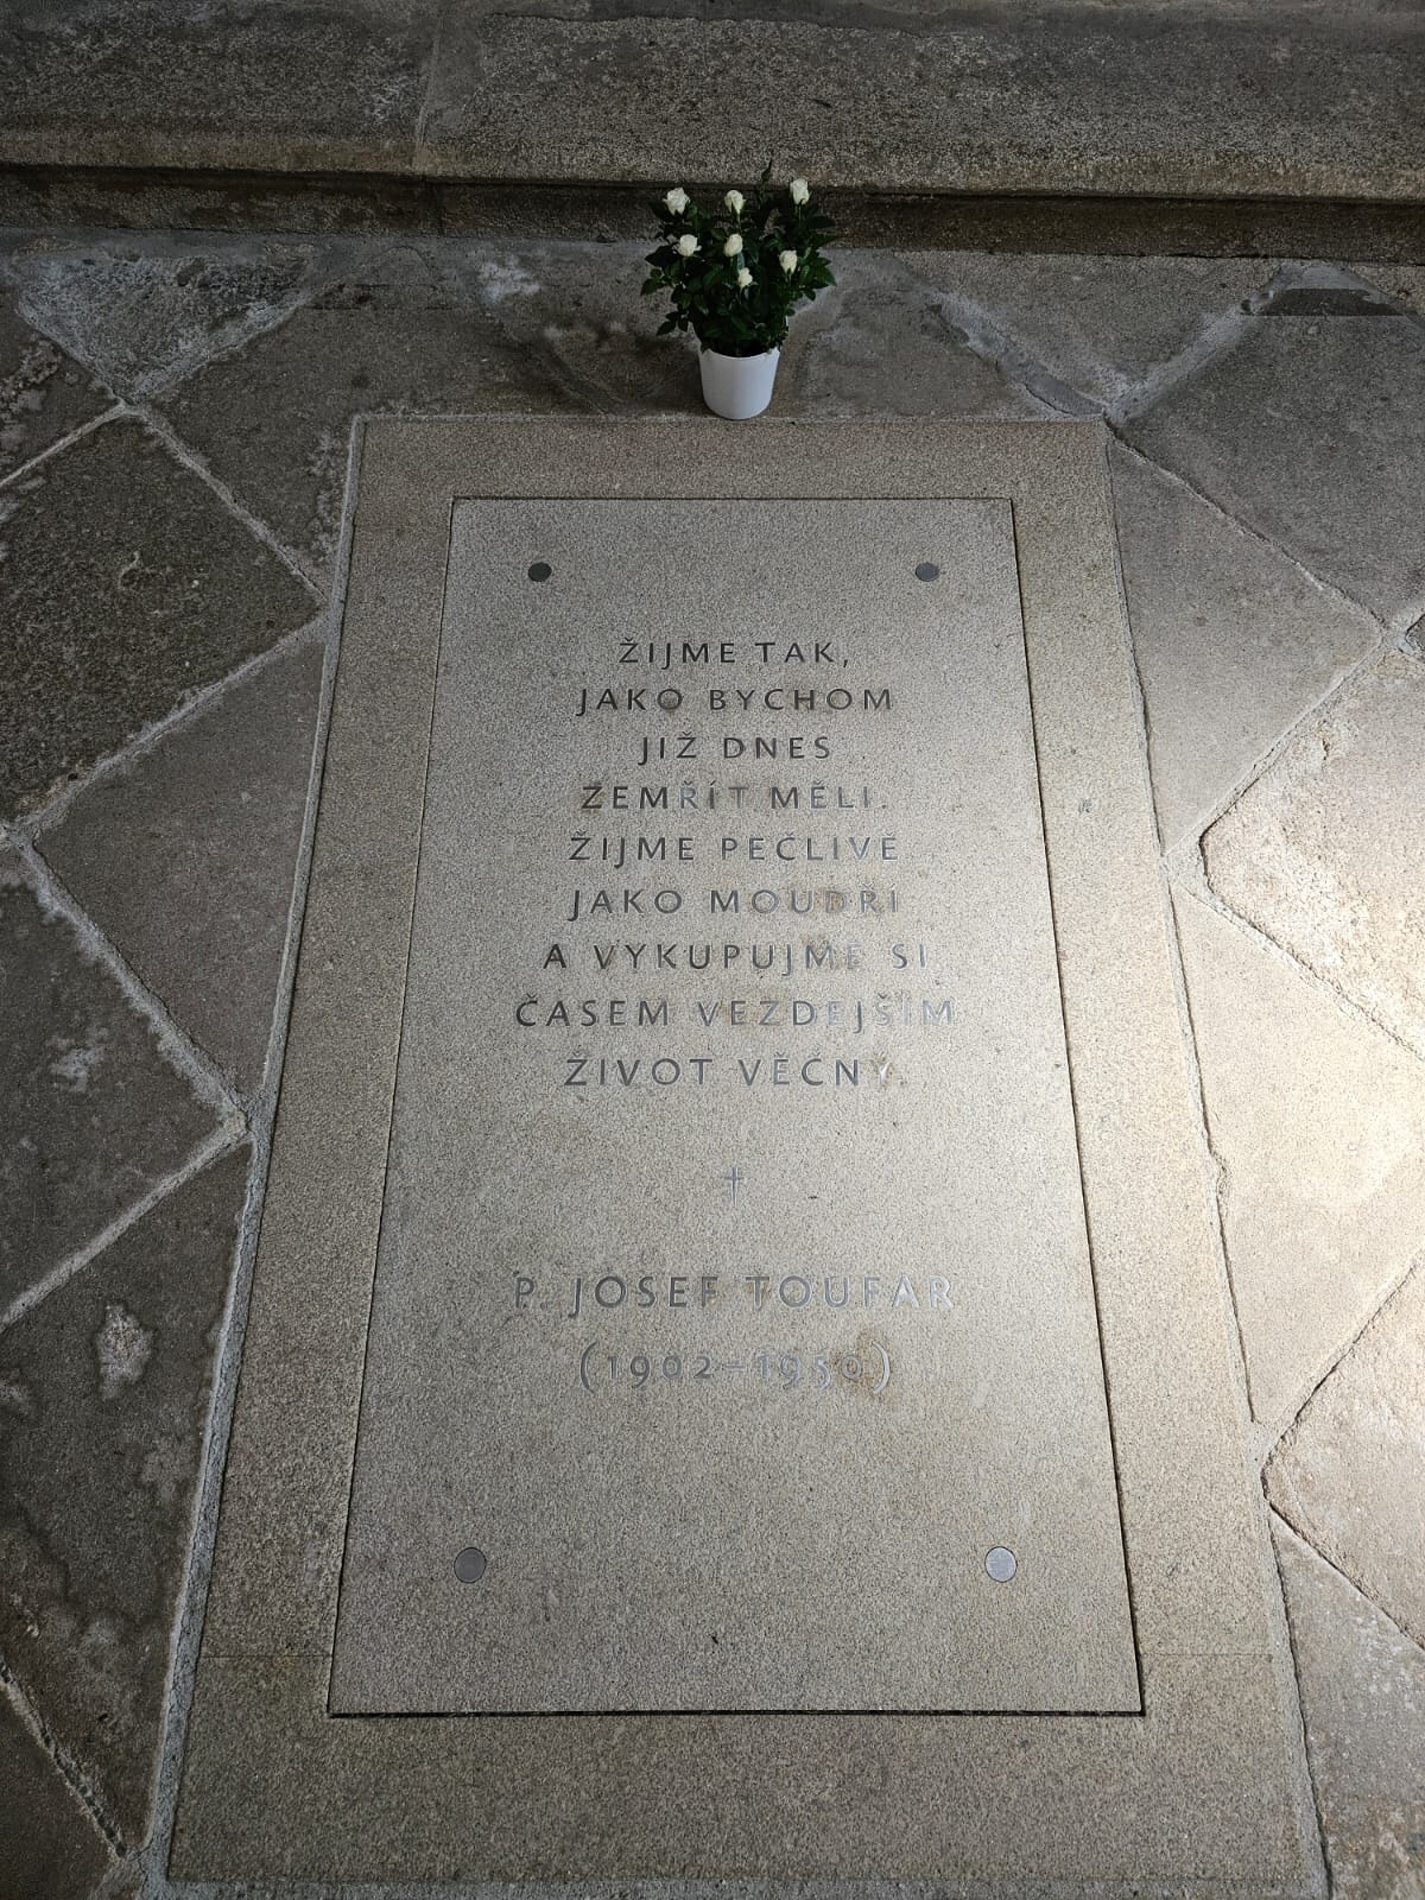 ŽIJME TAK,
JAKO BYCHOM
JIŽ DNES
ZEMŘÍT MĚLI.
ŽIJME PEČLIVĚ
JAKO MOUDŘI
A VYKUPUJME SI
ČASEM VEZDEJŠÍM
ŽIVOT VĚČNÝ.
†
P. JOSEF TOUFAR
(1902–1950)